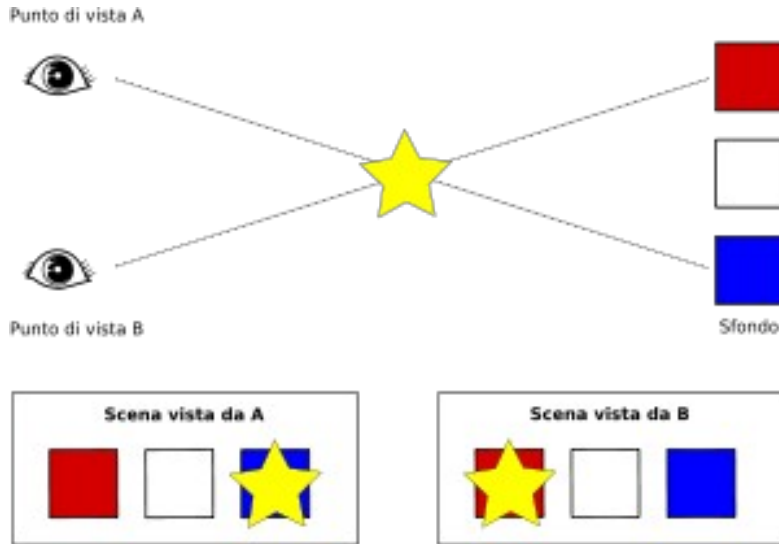 Punto di vista A
Punto di vista B
Sfondo
Scena vista da A
Scena vista da B